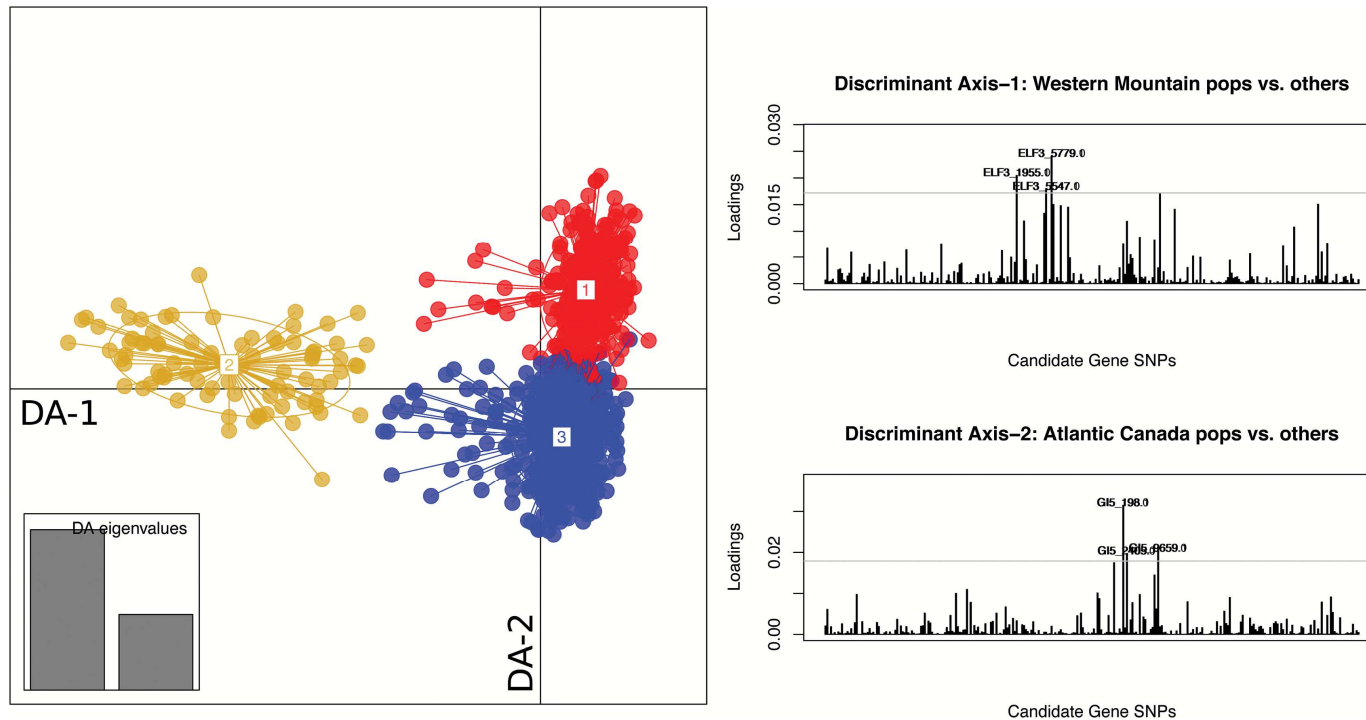 1
2
3
DA-1
DA-2
DA eigenvalues
Discriminant Axis–1: Western Mountain pops vs. others
0.030
0.015
0.000
Loadings
ELF3_5779.0
ELF3_1955.0
ELF3_5547.0
Candidate Gene SNPs
Discriminant Axis–2: Atlantic Canada pops vs. others
0.02
0.00
Loadings
GI5_198.0
GI5_9659.0
Candidate Gene SNPs